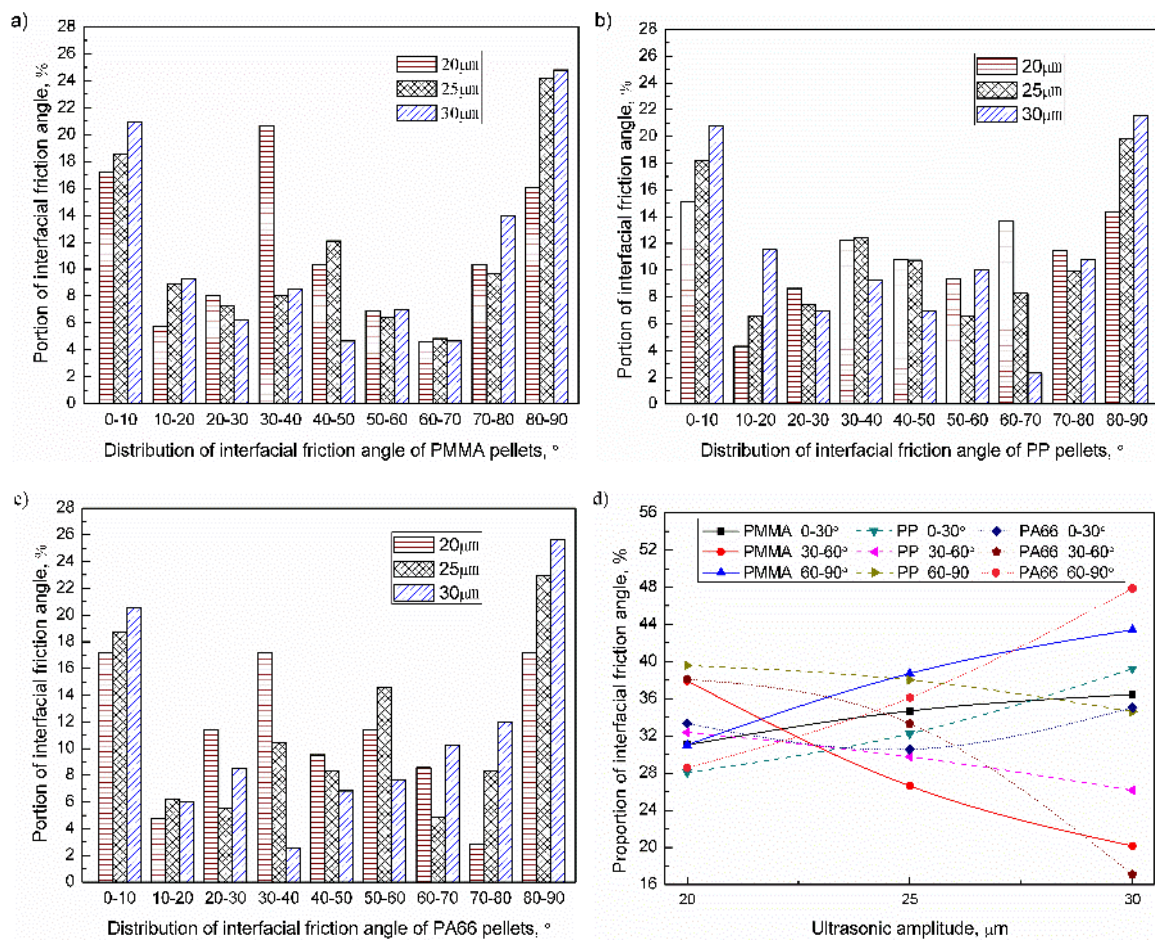 a)
Portion of interfacial friction angle, %
28
26
24
22
20
18
16
14
12
10
8
6
4
2
0
20μm
25μm
30μm
0-10 10-20 20-30 30-40 40-50 50-60 60-70 70-80 80-90
Distribution of interfacial friction angle of PMMA pellets, °
b)
Portion of interfacial friction angle, %
28
26
24
22
20
18
16
14
12
10
8
6
4
2
0
20μm
25μm
30μm
0-10 10-20 20-30 30-40 40-50 50-60 60-70 70-80 80-90
Distribution of interfacial friction angle of PP pellets, °
c)
Portion of interfacial friction angle, %
28
26
24
22
20
18
16
14
12
10
8
6
4
2
0
20μm
25μm
30μm
0-10 10-20 20-30 30-40 40-50 50-60 60-70 70-80 80-90
Distribution of interfacial friction angle of PA66 pellets, °
d)
Proportion of interfacial friction angle, %
56
52
48
44
40
36
32
28
24
20
16
PMMA 0-30° PP 0-30° PA66 0-30°
PMMA 30-60° PP 30-60° PA66 30-60°
PMMA 60-90° PP 60-90 PA66 60-90°
20 25 30
Ultrasonic amplitude, μm